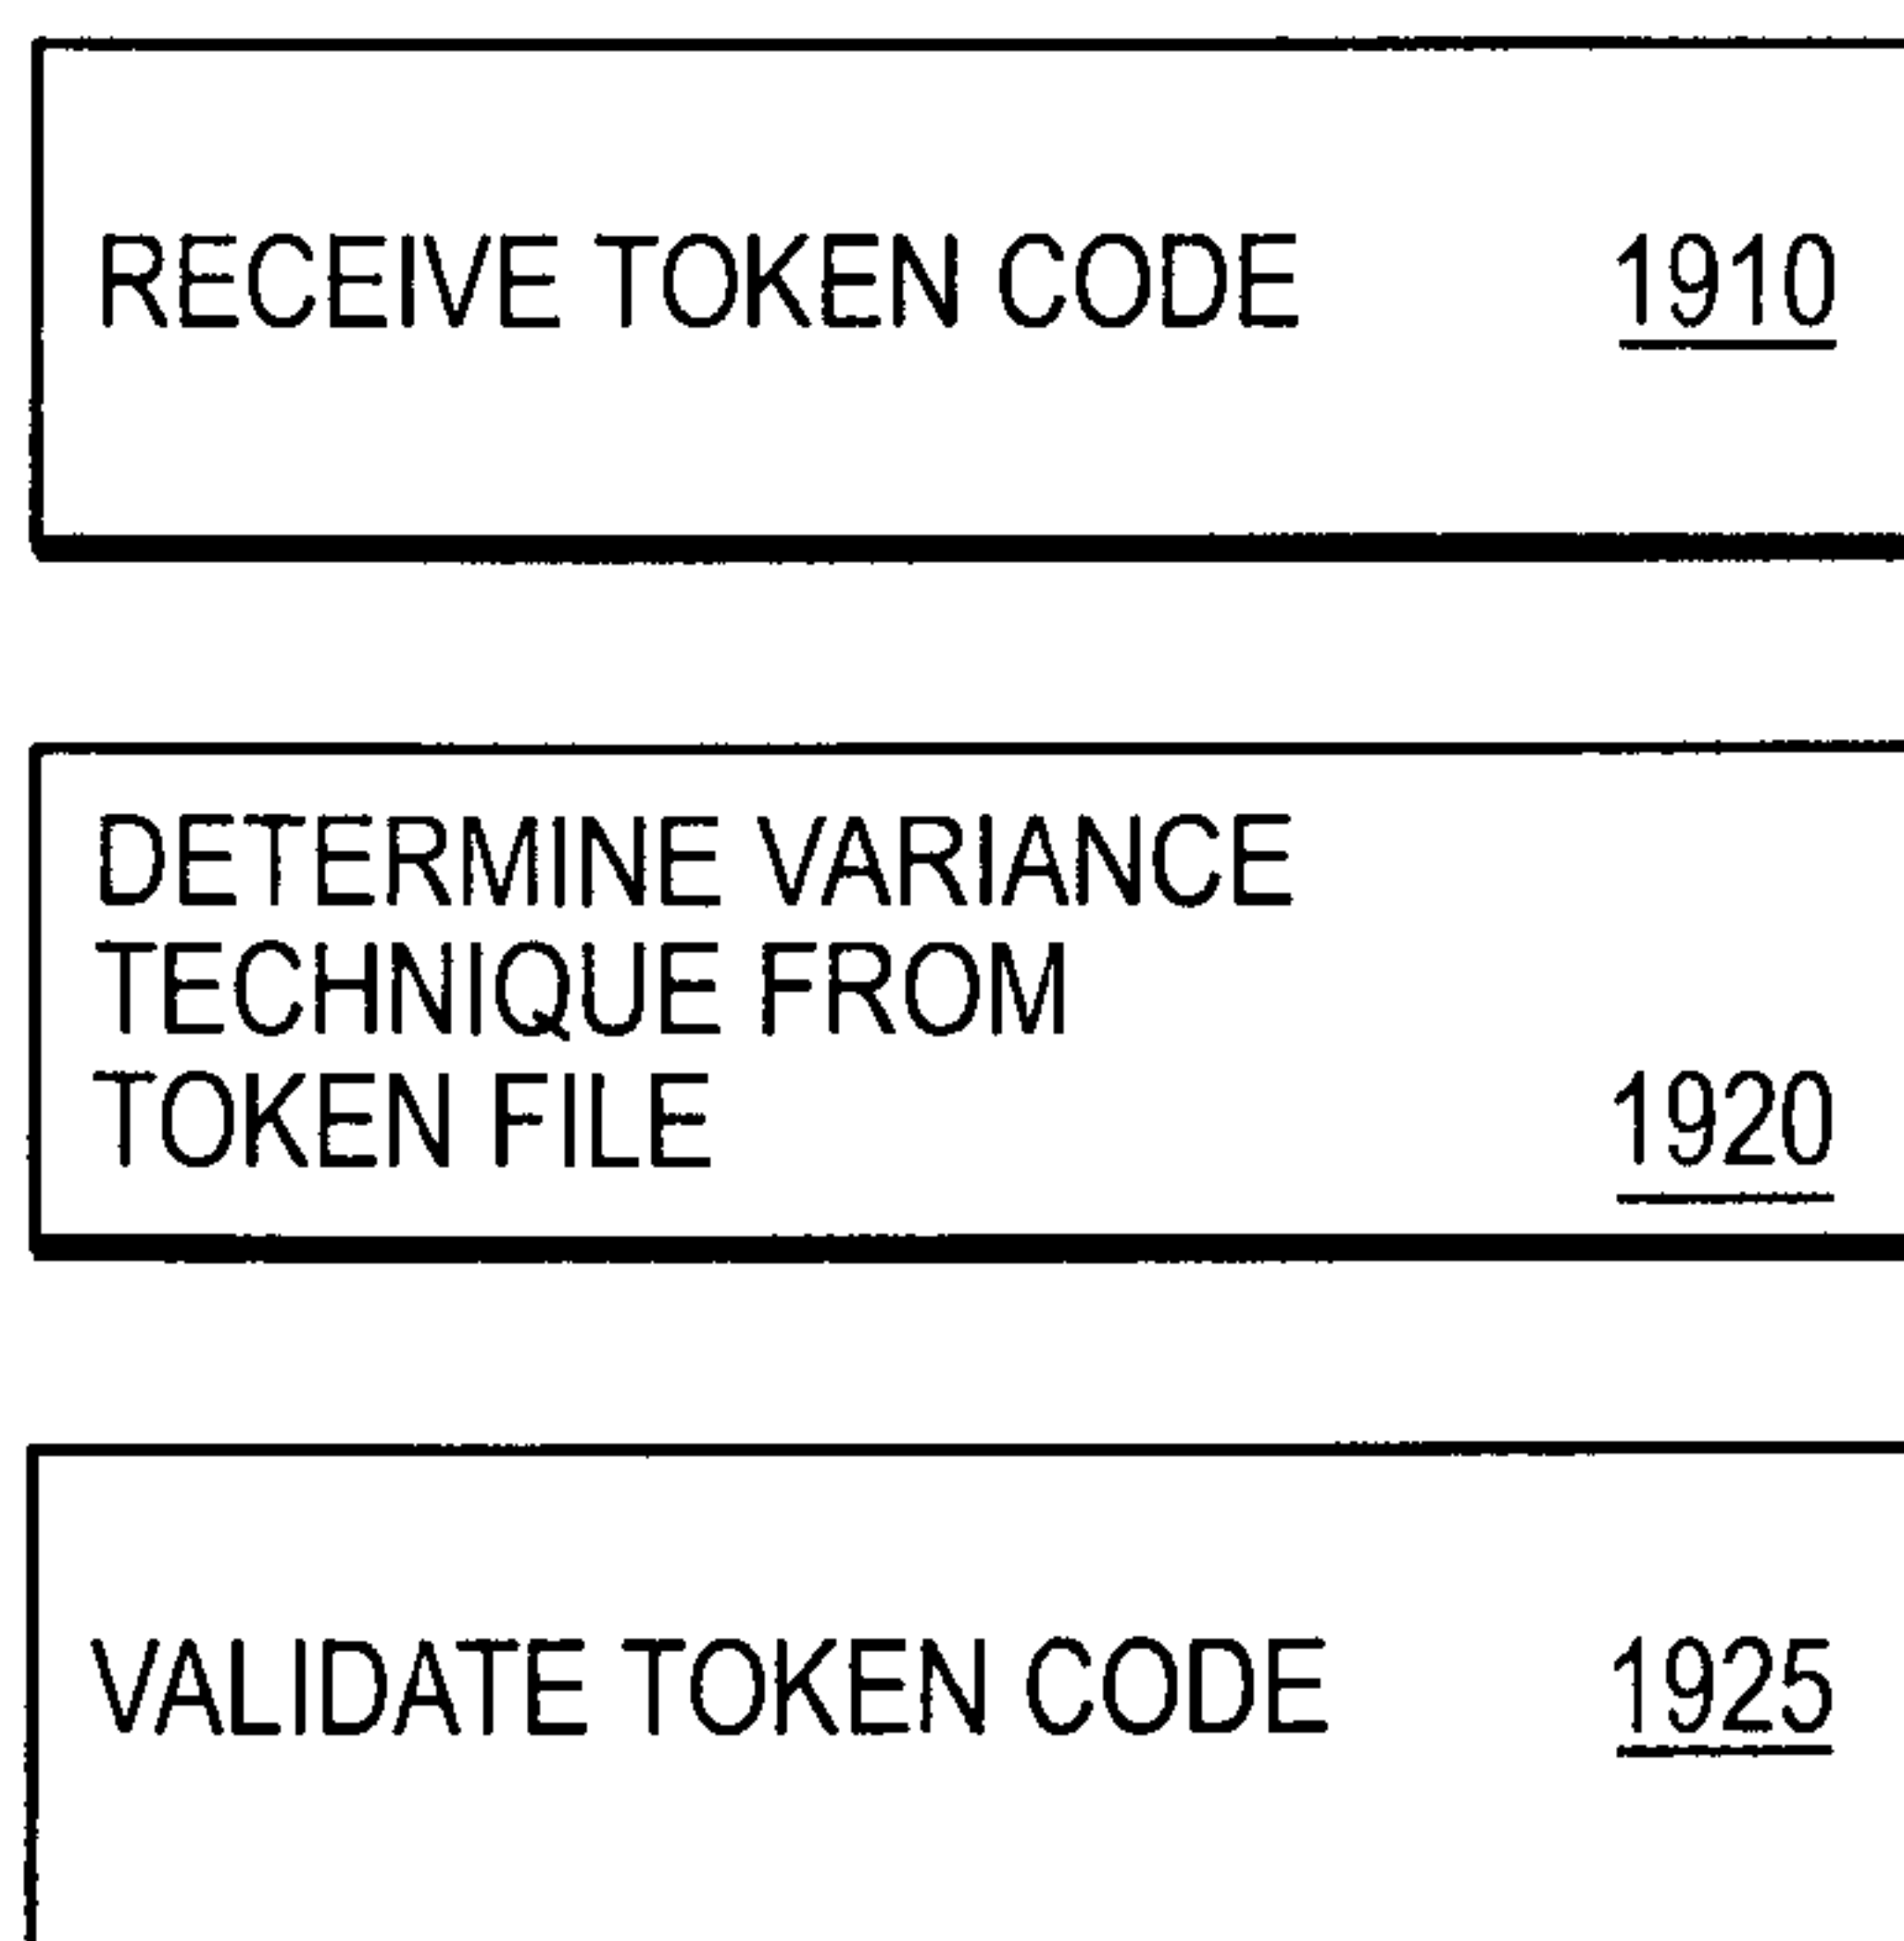 RECEIVE TOKEN CODE 1910
DETERMINE VARIANCE
TECHNIQUE FROM
TOKEN FILE 1920
VALIDATE TOKEN CODE 1925